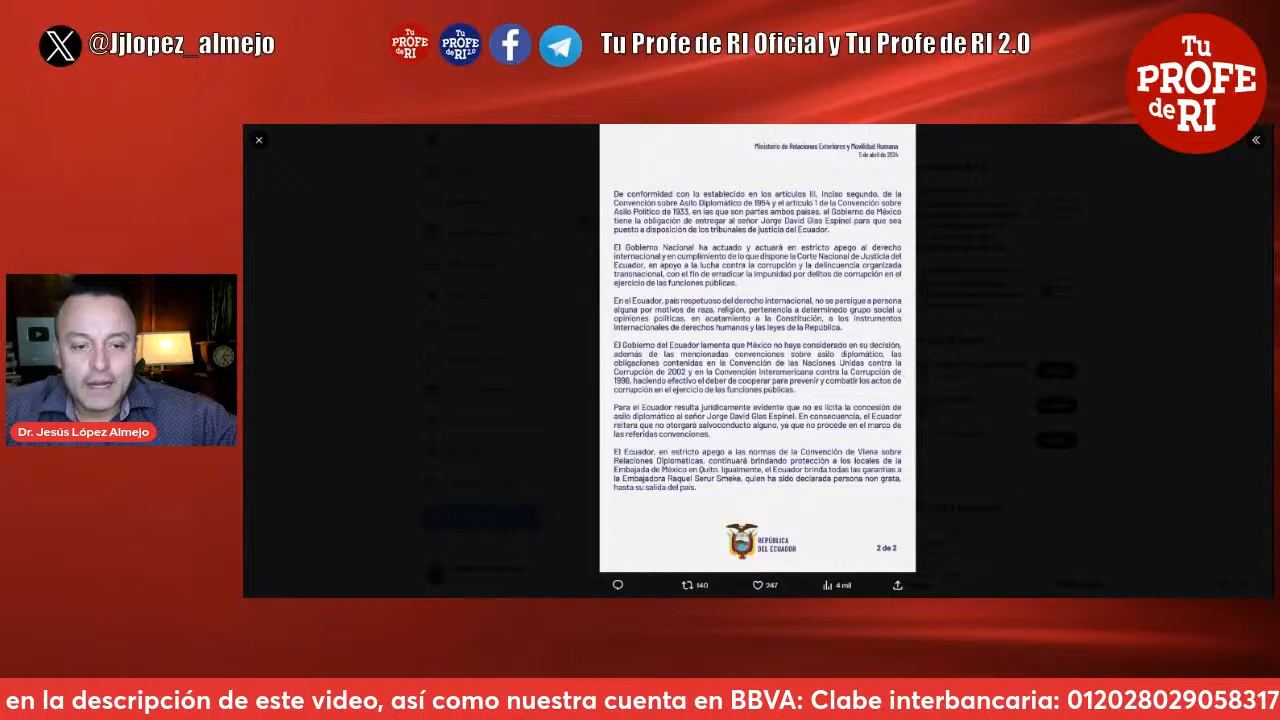 @Jjlopez_almejo
Tu
PROFE
de RI
Tu
PROFE
de RI 2.0
Tu Profe de RI Oficial y Tu Profe de RI 2.0
Tu
PROFE
de RI
Ministerio de Relaciones Exteriores y Movilidad Humana
5 de abril de 2024
De conformidad con lo establecido en los artículos III, inciso segundo, de la
Convención sobre Asilo Diplomático de 1954 y el artículo 1 de la Convención sobre
Asilo Político de 1933, en las que son partes ambos países, el Gobierno de México
tiene la obligación de entregar al señor Jorge David Glas Espinel para que sea
puesto a disposición de los tribunales de justicia del Ecuador.
El Gobierno Nacional ha actuado y actuará en estricto apego al derecho
internacional y en cumplimiento de lo que dispone la Corte Nacional de Justicia del
Ecuador, en apoyo a la lucha contra la corrupción y la delincuencia organizada
transnacional, con el fin de erradicar la impunidad por delitos de corrupción en el
ejercicio de las funciones públicas.
En el Ecuador, país respetuoso del derecho internacional, no se persigue a persona
alguna por motivos de raza, religión, pertenencia a determinado grupo social u
opiniones políticas, en acatamiento a la Constitución, a los instrumentos
internacionales de derechos humanos y las leyes de la República.
El Gobierno del Ecuador lamenta que México no haya considerado en su decisión,
además de las mencionadas convenciones sobre asilo diplomático, las
obligaciones contenidas en la Convención de las Naciones Unidas contra la
Corrupción de 2002 y en la Convención Interamericana contra la Corrupción de
1996, haciendo efectivo el deber de cooperar para prevenir y combatir los actos de
corrupción en el ejercicio de las funciones públicas.
Para el Ecuador resulta jurídicamente evidente que no es lícita la concesión de
asilo diplomático al señor Jorge David Glas Espinel. En consecuencia, el Ecuador
reitera que no otorgará salvoconducto alguno, ya que no procede en el marco de
las referidas convenciones.
El Ecuador, en estricto apego a las normas de la Convención de Viena sobre
Relaciones Diplomáticas, continuará brindando protección a los locales de la
Embajada de México en Quito. Igualmente, el Ecuador brinda todas las garantías a
la Embajadora Raquel Serur Smeke, quien ha sido declarada persona non grata,
hasta su salida del país.
REPÚBLICA
DEL ECUADOR
2 de 2
140
247
4 mil
Dr. Jesús López Almejo
en la descripción de este video, así como nuestra cuenta en BBVA: Clabe interbancaria: 012028029058317